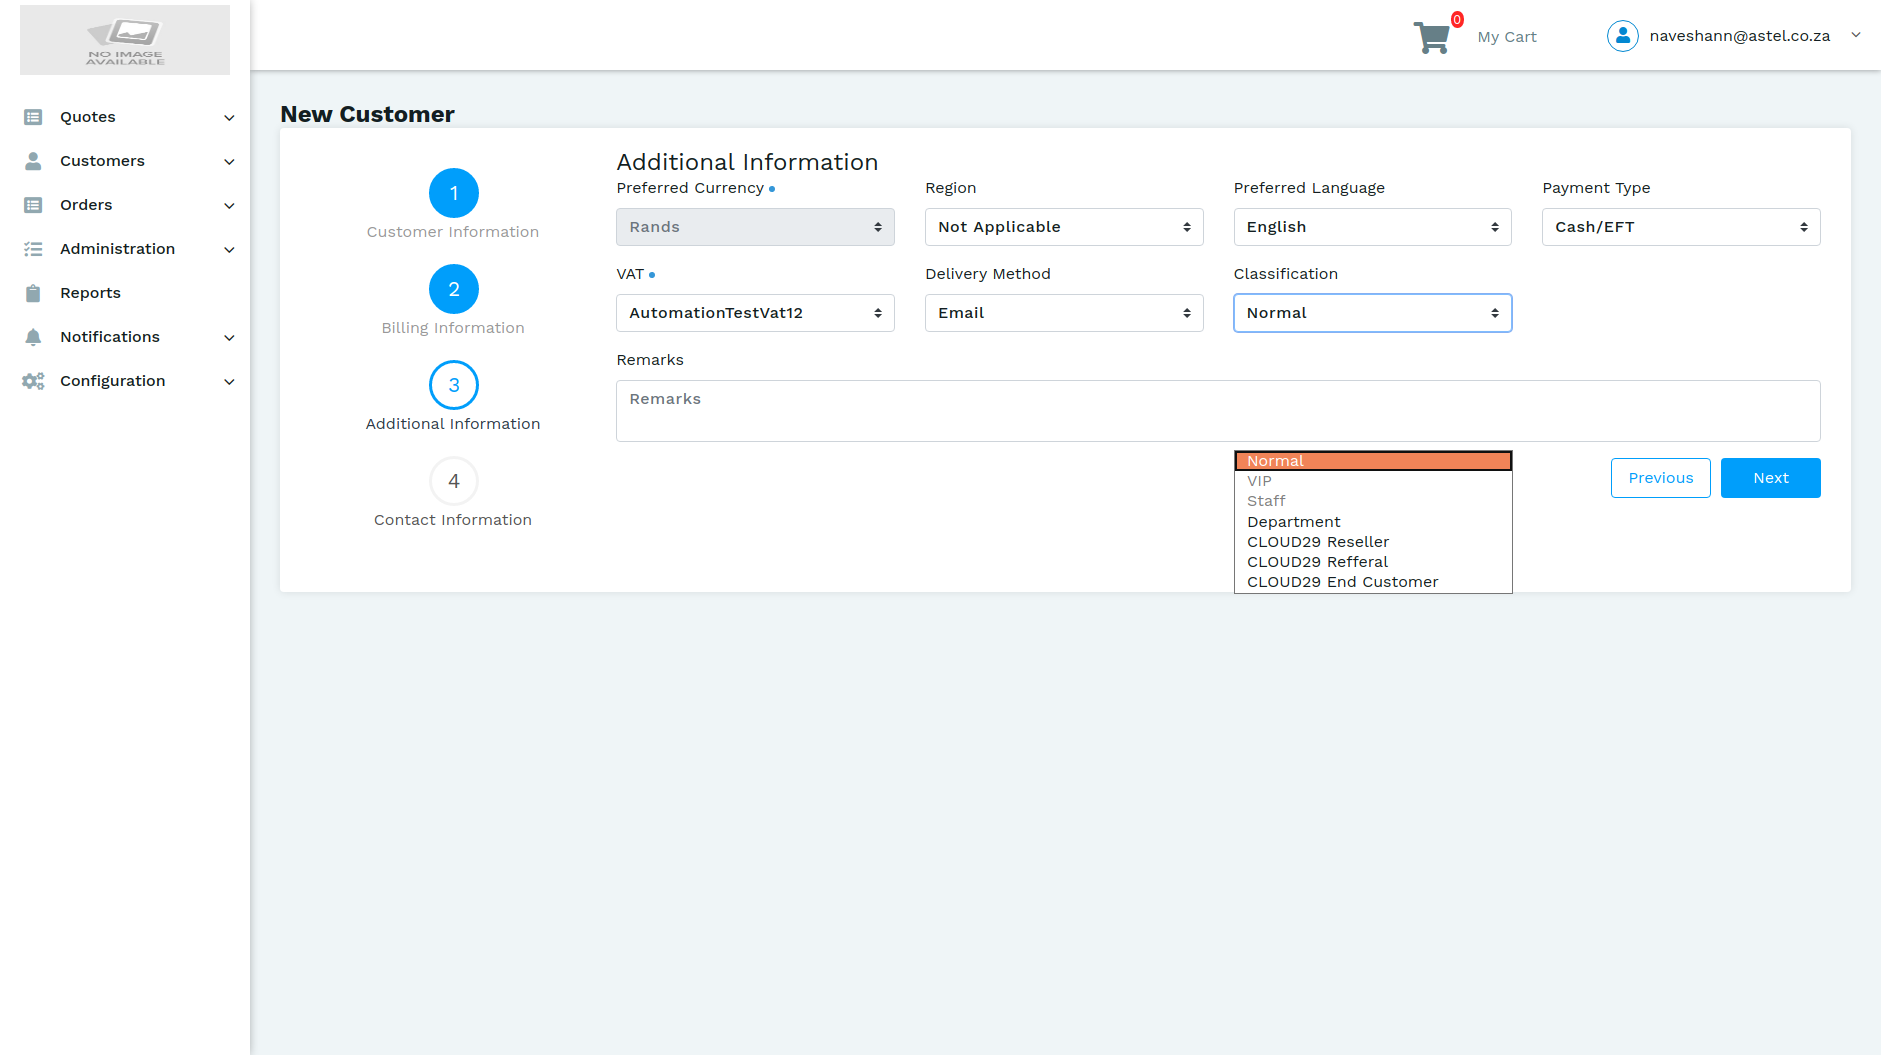 NO IMAGE
AVAILABLE
0
My Cart
naveshann@astel.co.za
Quotes
Customers
Orders
Administration
Reports
Notifications
Configuration
New Customer
1
Customer Information
2
Billing Information
3
Additional Information
4
Contact Information
Additional Information
Preferred Currency
Region
Preferred Language
Payment Type
Rands
Not Applicable
English
Cash/EFT
VAT
Delivery Method
Classification
AutomationTestVat12
Email
Normal
Remarks
Remarks
Normal
VIP
Staff
Department
CLOUD29 Reseller
CLOUD29 Refferal
CLOUD29 End Customer
Previous
Next